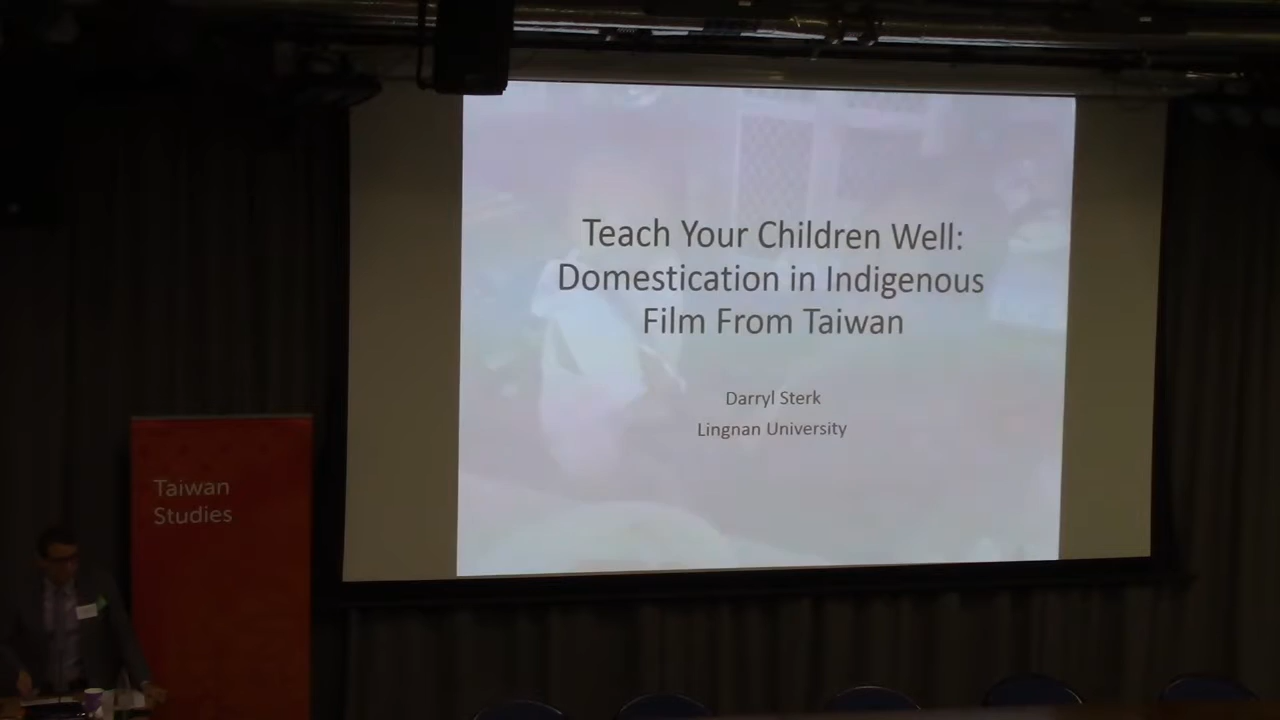 Teach Your Children Well:
Domestication in Indigenous
Film From Taiwan
Darryl Sterk
Lingnan University
Taiwan
Studies